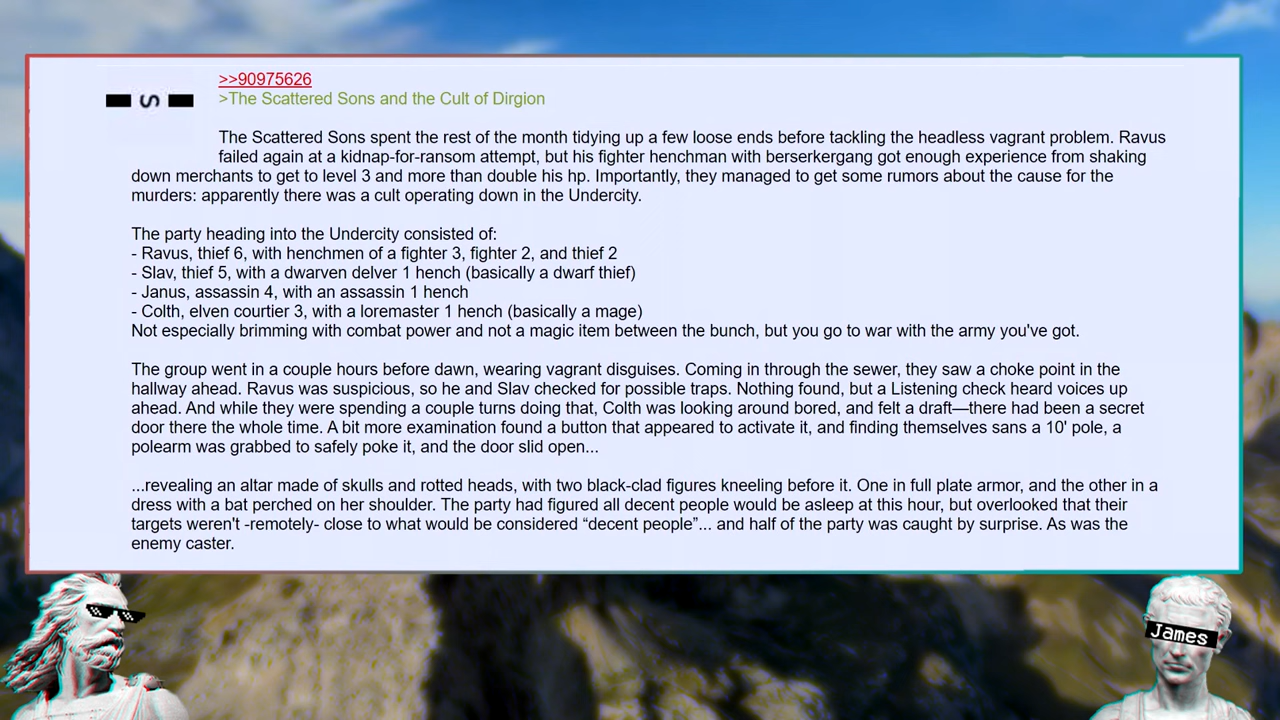 >>90975626
>The Scattered Sons and the Cult of Dirgion
S
The Scattered Sons spent the rest of the month tidying up a few loose ends before tackling the headless vagrant problem. Ravus
failed again at a kidnap-for-ransom attempt, but his fighter henchman with berserkergang got enough experience from shaking
down merchants to get to level 3 and more than double his hp. Importantly, they managed to get some rumors about the cause for the
murders: apparently there was a cult operating down in the Undercity.
The party heading into the Undercity consisted of:
- Ravus, thief 6, with henchmen of a fighter 3, fighter 2, and thief 2
- Slav, thief 5, with a dwarven delver 1 hench (basically a dwarf thief)
- Janus, assassin 4, with an assassin 1 hench
- Colth, elven courtier 3, with a loremaster 1 hench (basically a mage)
Not especially brimming with combat power and not a magic item between the bunch, but you go to war with the army you've got.
The group went in a couple hours before dawn, wearing vagrant disguises. Coming in through the sewer, they saw a choke point in the
hallway ahead. Ravus was suspicious, so he and Slav checked for possible traps. Nothing found, but a Listening check heard voices up
ahead. And while they were spending a couple turns doing that, Colth was looking around bored, and felt a draft—there had been a secret
door there the whole time. A bit more examination found a button that appeared to activate it, and finding themselves sans a 10' pole, a
polearm was grabbed to safely poke it, and the door slid open...
...revealing an altar made of skulls and rotted heads, with two black-clad figures kneeling before it. One in full plate armor, and the other in a
dress with a bat perched on her shoulder. The party had figured all decent people would be asleep at this hour, but overlooked that their
targets weren't -remotely- close to what would be considered “decent people”... and half of the party was caught by surprise. As was the
enemy caster.
James